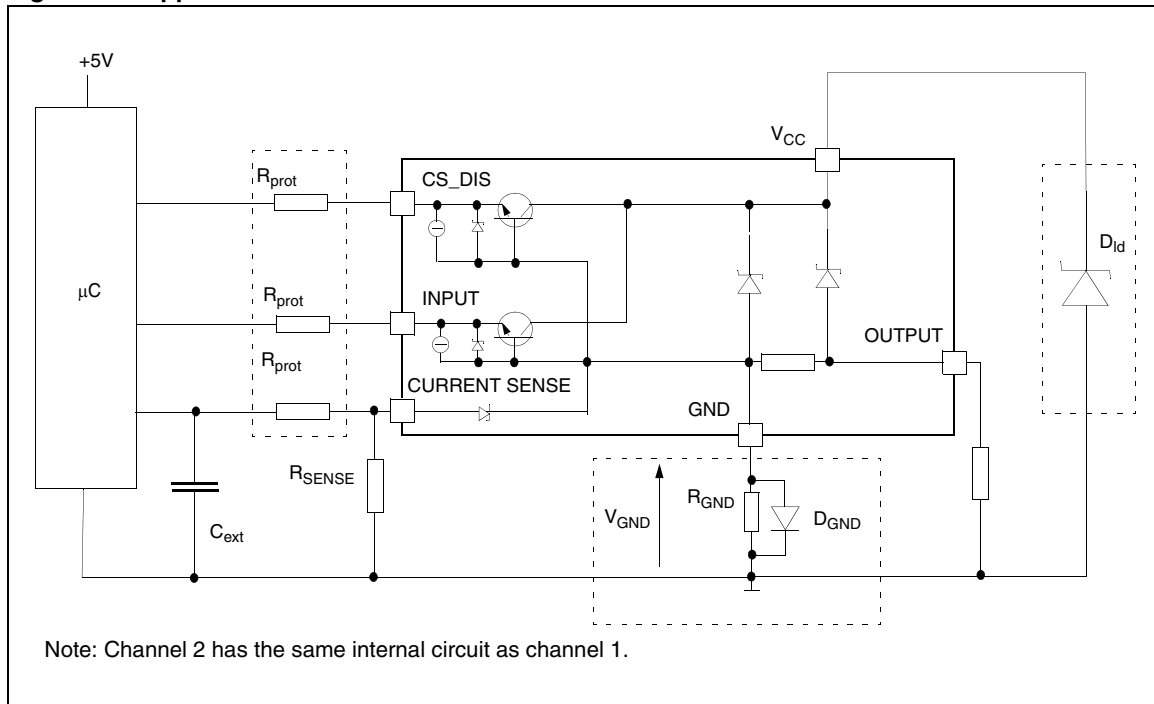 +5V
V_CC
R_prot
CS_DIS
D_ld
μC
R_prot
INPUT
OUTPUT
R_prot
CURRENT SENSE
GND
R_SENSE
R_GND
V_GND
D_GND
C_ext
Note: Channel 2 has the same internal circuit as channel 1.